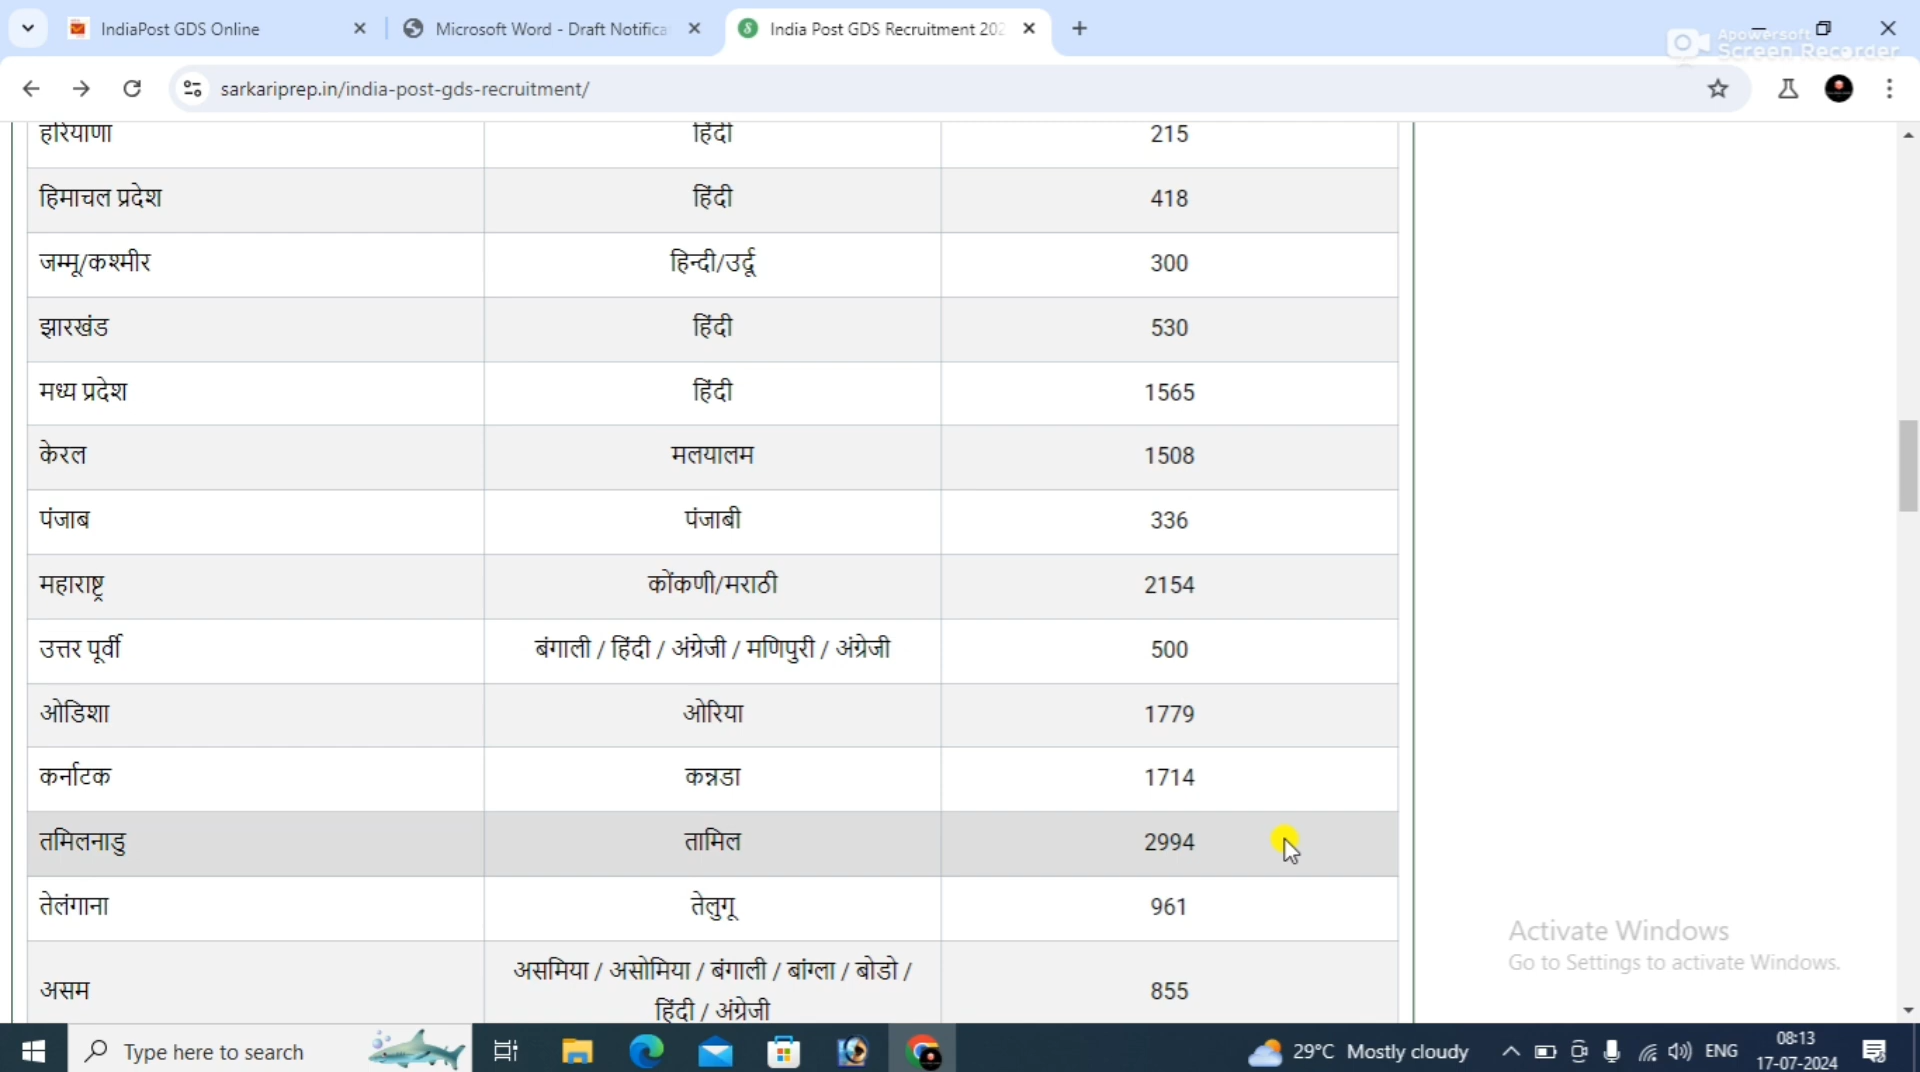 IndiaPost GDS Online
Microsoft Word - Draft Notifica
India Post GDS Recruitment 202
Apowersoft
Screen Recorder
sarkariprep.in/india-post-gds-recruitment/
हरियाणा हिंदी 215
हिमाचल प्रदेश हिंदी 418
जम्मू/कश्मीर हिन्दी/उर्दू 300
झारखंड हिंदी 530
मध्य प्रदेश हिंदी 1565
केरल मलयालम 1508
पंजाब पंजाबी 336
महाराष्ट्र कोंकणी/मराठी 2154
उत्तर पूर्वी बंगाली / हिंदी / अंग्रेजी / मणिपुरी / अंग्रेजी 500
ओडिशा ओरिया 1779
कर्नाटक कन्नडा 1714
तमिलनाडु तामिल 2994
तेलंगाना तेलुगू 961
असम असमिया / असोमिया / बंगाली / बांग्ला / बोडो / 855
हिंदी / अंग्रेजी
Activate Windows
Go to Settings to activate Windows.
Type here to search
29°C Mostly cloudy
ENG
08:13
17-07-2024